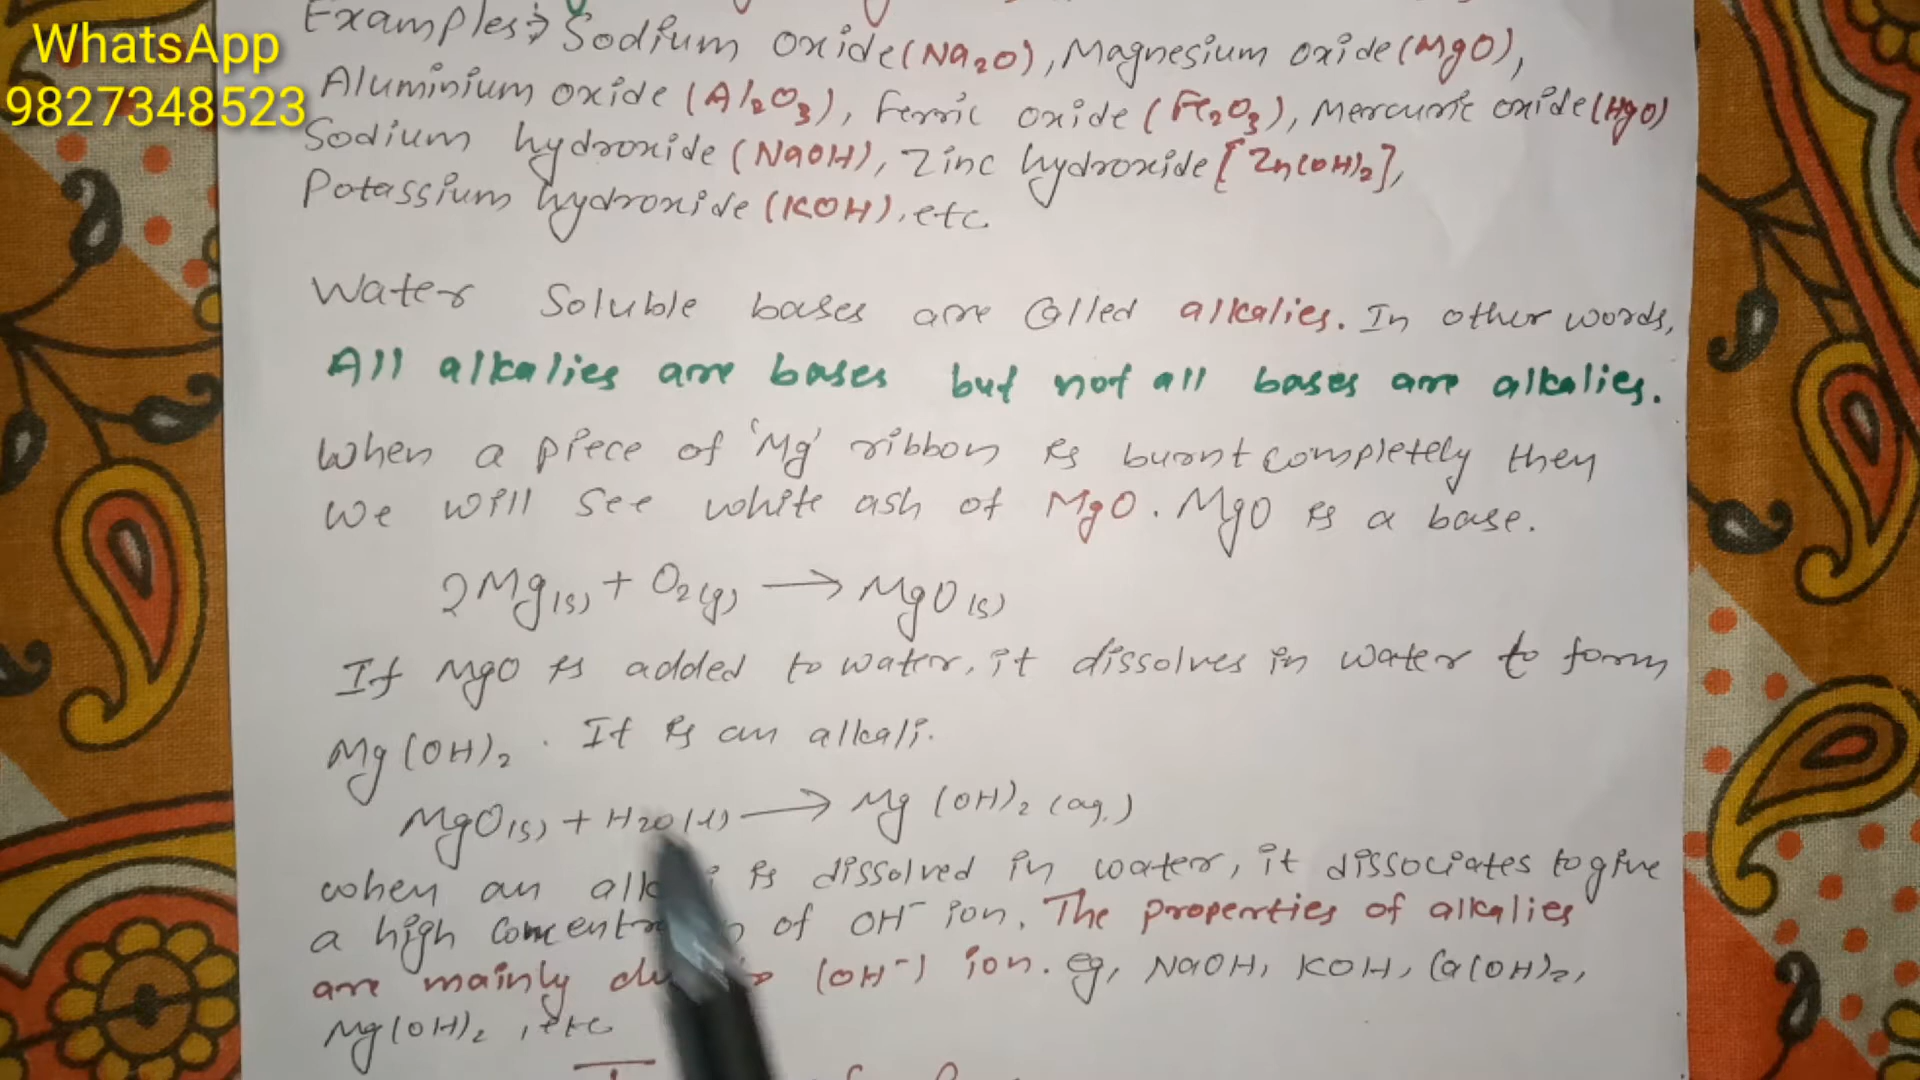 WhatsApp
9827348523
Examples:⇒ Sodium oxide (Na₂O), Magnesium oxide (MgO),
Aluminium oxide (Al₂O₃), Ferric oxide (Fe₂O₃), Mercuric oxide (HgO)
Sodium hydroxide (NaOH), Zinc hydroxide [Zn(OH)₂],
Potassium hydroxide (KOH), etc.
Water Soluble bases are Called alkalies. In other words,
All alkalies are bases but not all bases are alkalies.
When a piece of 'Mg' ribbon is burnt completely then
we will see white ash of MgO. MgO is a base.
2Mg(s) + O₂(g) → MgO(s)
If MgO is added to water, it dissolves in water to form
Mg(OH)₂. It is an alkali.
MgO(s) + H₂O(l) → Mg(OH)₂(aq.)
when an is dissolved in water, it dissociates to give
a high of OH⁻ ion. The properties of alkalies
are mainly (OH⁻) ion. eg, NaOH, KOH, Ca(OH)₂,
Mg(OH)₂, etc